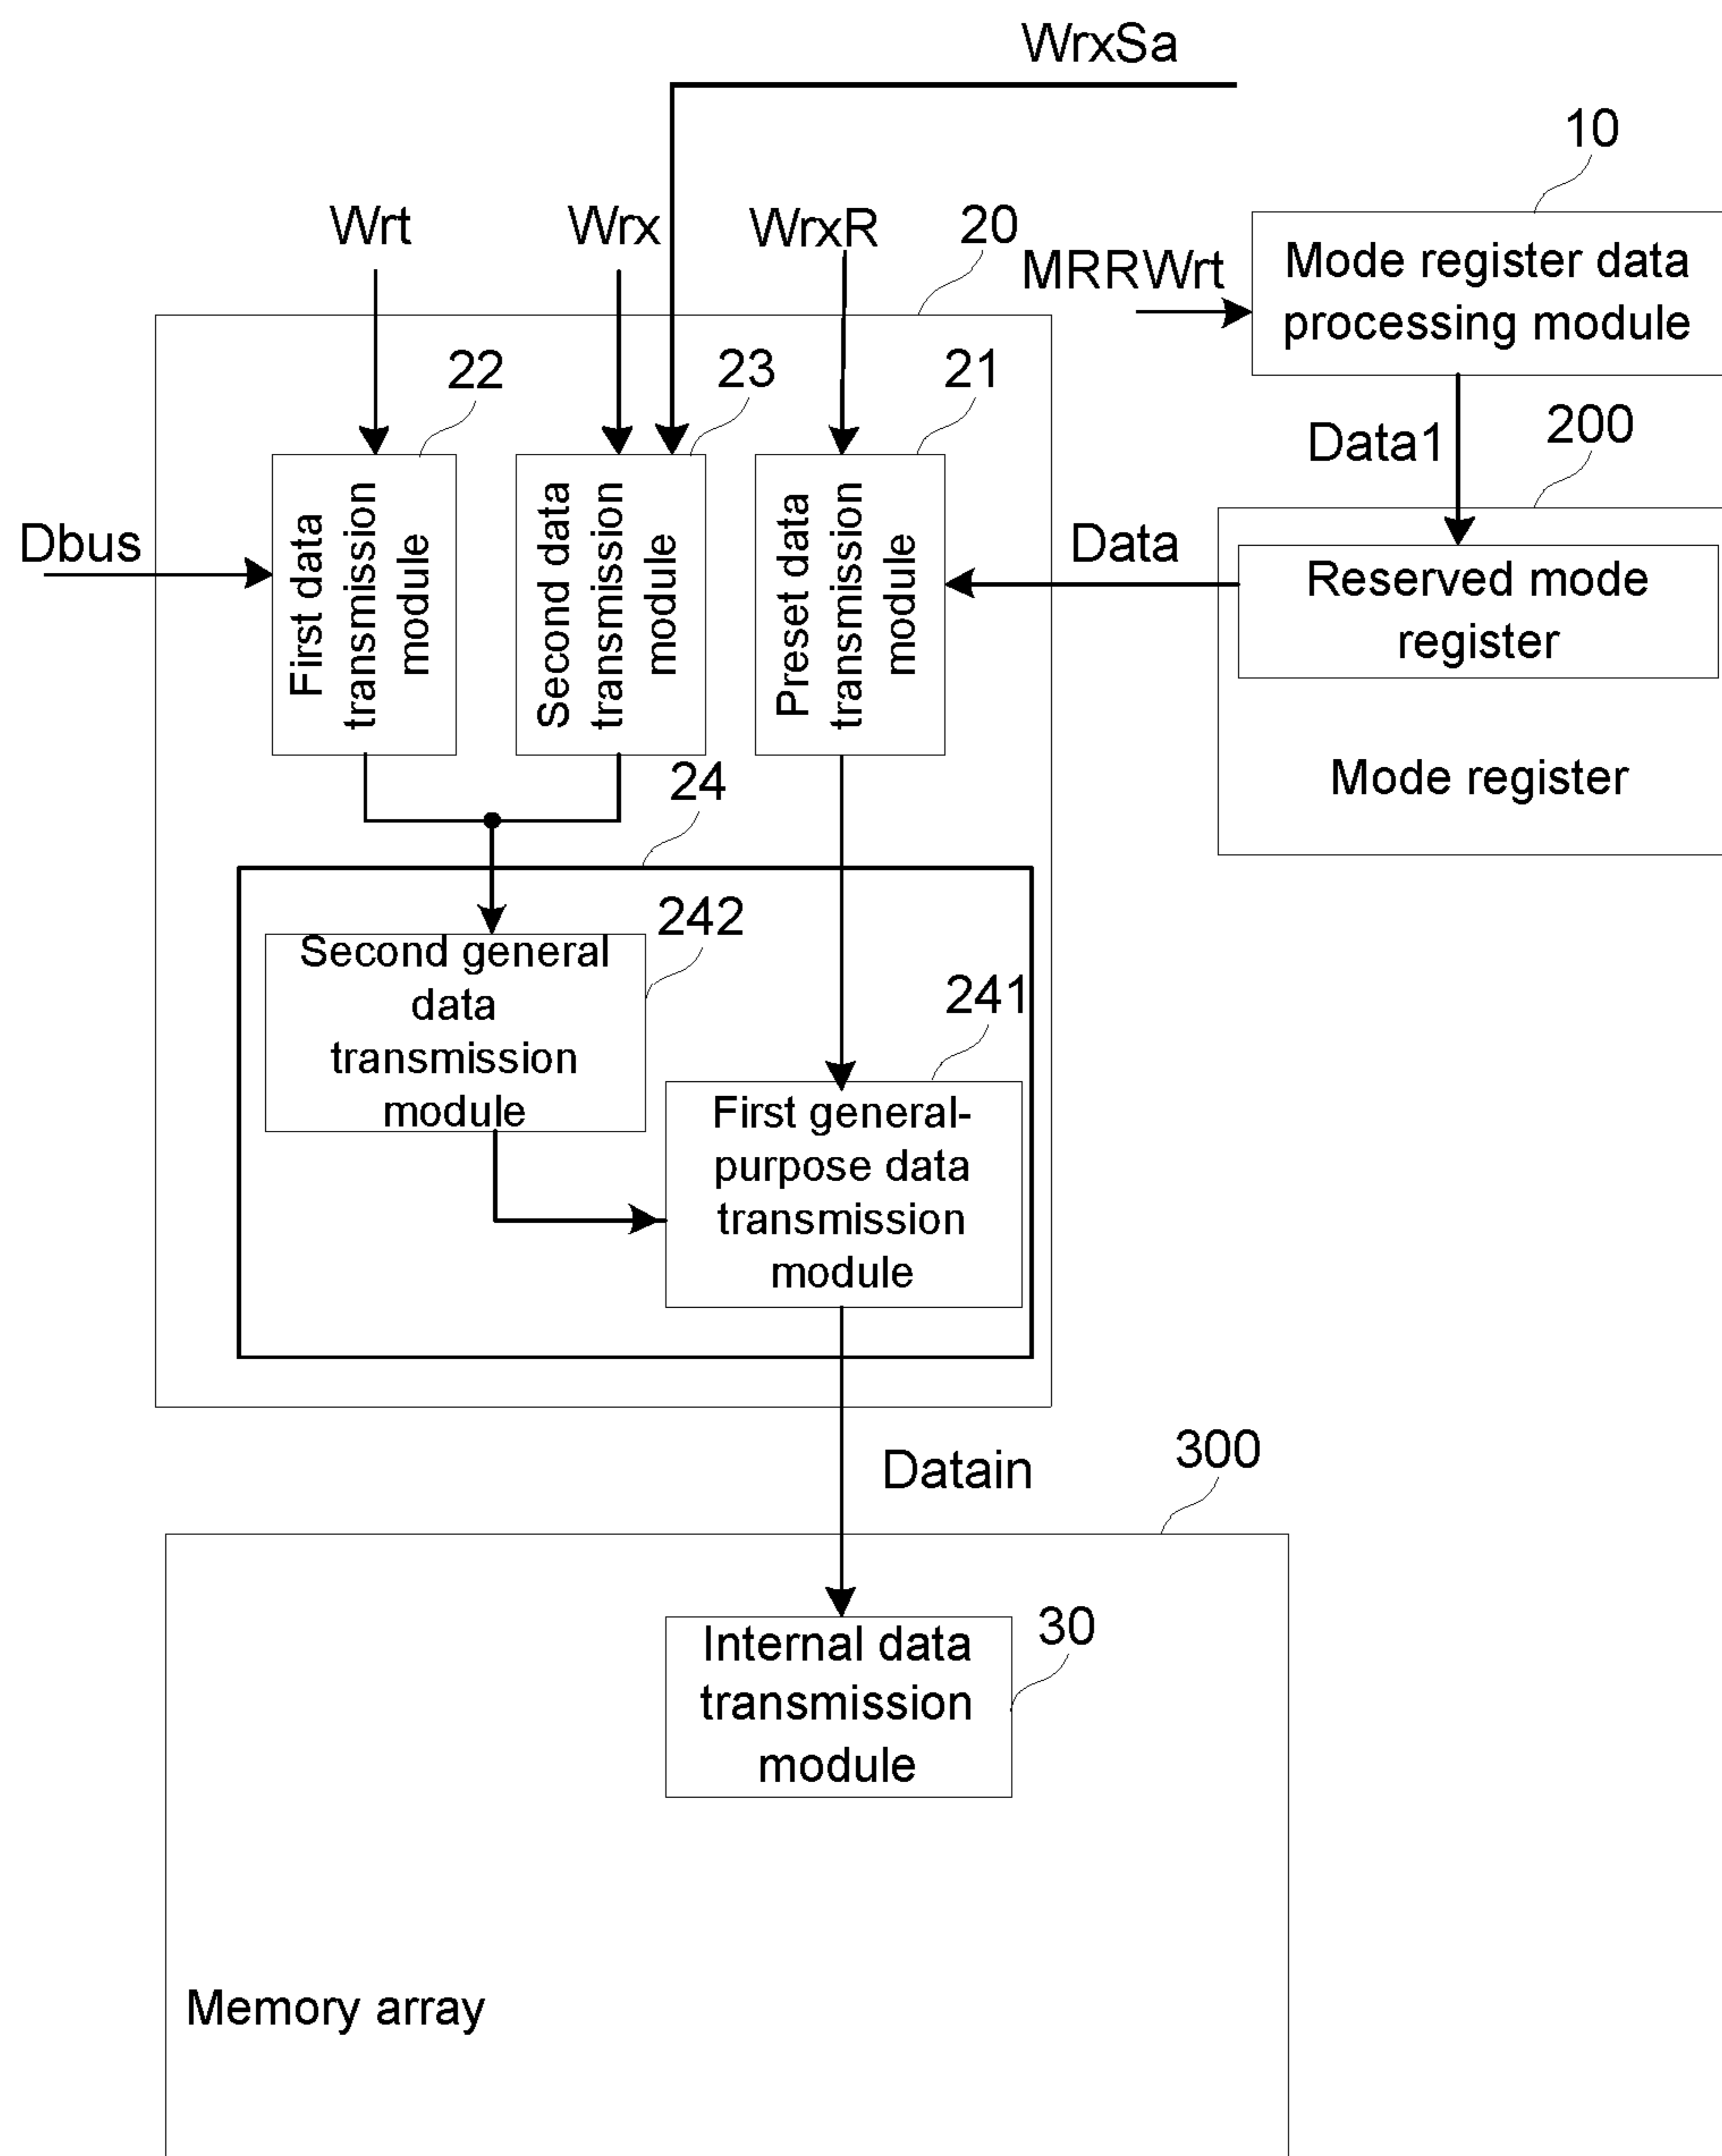 WrxSa
10
Wrt
Wrx
WrxR
20
MRRWrt
Mode register data
processing module
22
23
21
Data1
200
Dbus
First data
transmission
module
Second data
transmission
module
Preset data
transmission
module
Data
Reserved mode
register
Mode register
24
242
Second general
data
transmission
module
241
First general-
purpose data
transmission
module
Datain
300
30
Internal data
transmission
module
Memory array